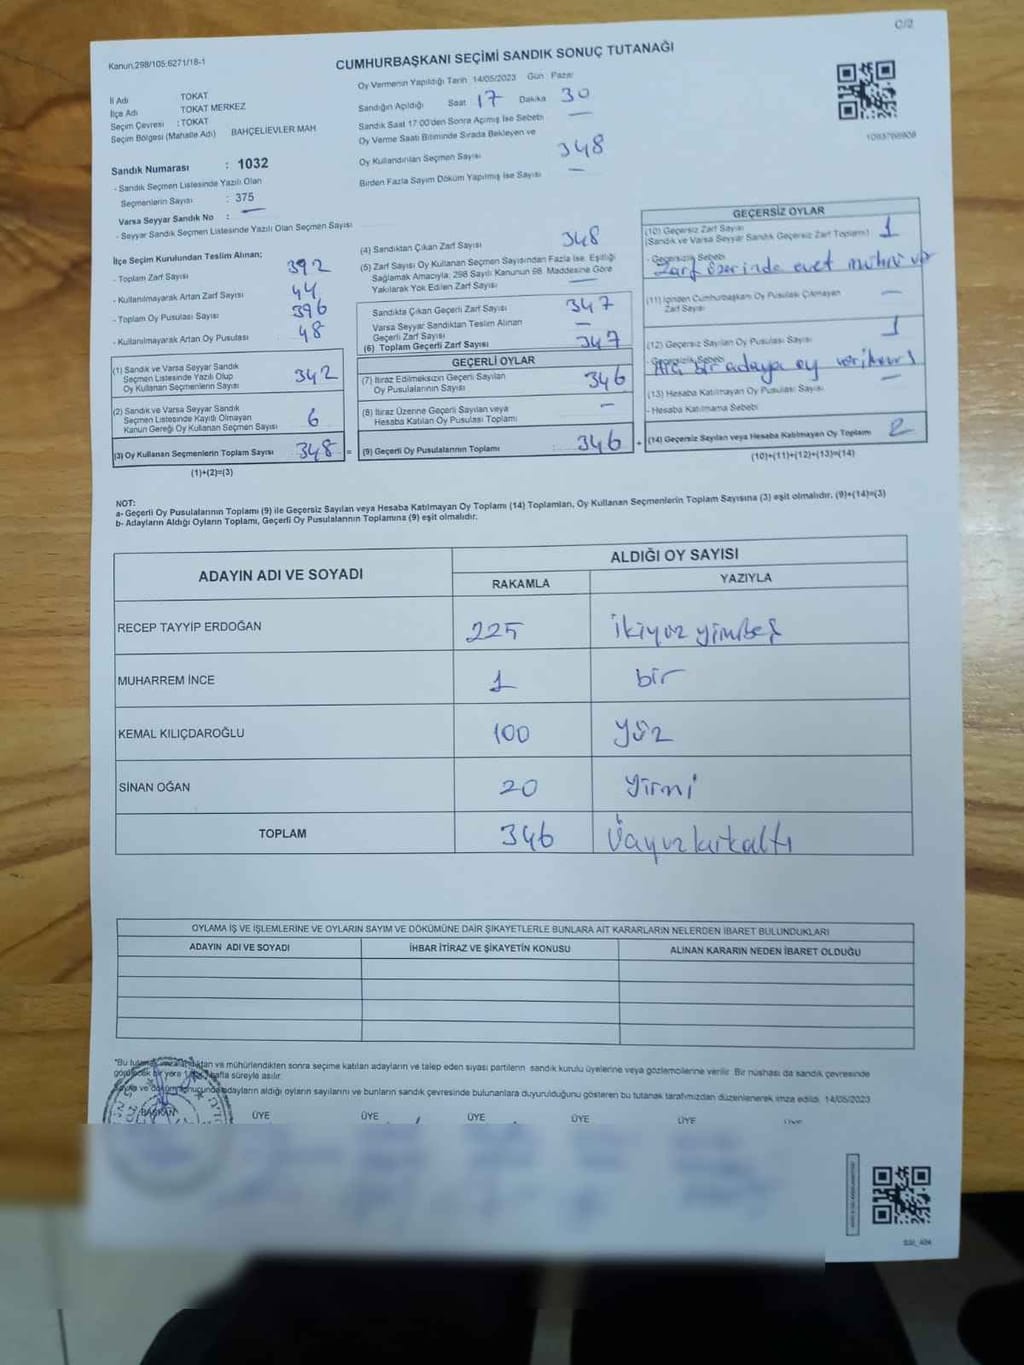 C/2
Kanun.298/105:6271/18-1
CUMHURBAŞKANI SEÇİMİ SANDIK SONUÇ TUTANAĞI
İl Adı TOKAT
İlçe Adı TOKAT MERKEZ
Seçim Çevresi : TOKAT
Seçim Bölgesi (Mahalle Adı) BAHÇELİEVLER MAH
Sandık Numarası : 1032
- Sandık Seçmen Listesinde Yazılı Olan
Seçmenlerin Sayısı : 375
Varsa Seyyar Sandık No : —
- Seyyar Sandık Seçmen Listesinde Yazılı Olan Seçmen Sayısı
Oy Vermenin Yapıldığı Tarih 14/05/2023 Gün Pazar
Sandığın Açıldığı Saat 17 Dakika 30
Sandık Saat 17:00'den Sonra Açımış İse Sebebi —
Oy Verme Saati Bitiminde Sırada Bekleyen ve
Oy Kullandırılan Seçmen Sayısı 348
Birden Fazla Sayım Döküm Yapılmış İse Sayısı —
İlçe Seçim Kurulundan Teslim Alınan;
- Toplam Zarf Sayısı 392
- Kullanılmayarak Artan Zarf Sayısı 44
- Toplam Oy Pusulası Sayısı 396
- Kullanılmayarak Artan Oy Pusulası 48
(1) Sandık ve Varsa Seyyar Sandık
Seçmen Listesinde Yazılı Olup
Oy Kullanan Seçmenlerin Sayısı 342
(2) Sandık ve Varsa Seyyar Sandık
Seçmen Listesinde Kayıtlı Olmayan
Kanun Gereği Oy Kullanan Seçmen Sayısı 6
(3) Oy Kullanan Seçmenlerin Toplam Sayısı 348 =
(1)+(2)=(3)
(4) Sandıktan Çıkan Zarf Sayısı 348
(5) Zarf Sayısı Oy Kullanan Seçmen Sayısından Fazla İse, Eşitliği
Sağlamak Amacıyla, 298 Sayılı Kanunun 98. Maddesine Göre
Yakılarak Yok Edilen Zarf Sayısı —
Sandıkta Çıkan Geçerli Zarf Sayısı 347
Varsa Seyyar Sandıktan Teslim Alınan
Geçerli Zarf Sayısı —
(6) Toplam Geçerli Zarf Sayısı 347
GEÇERLİ OYLAR
(7) İtiraz Edilmeksizin Geçerli Sayılan
Oy Pusulalarının Sayısı 346
(8) İtiraz Üzerine Geçerli Sayılan veya
Hesaba Katılan Oy Pusulası Toplamı —
(9) Geçerli Oy Pusulalarının Toplamı : 346 +
GEÇERSİZ OYLAR
(10) Geçersiz Zarf Sayısı
(Sandık ve Varsa Seyyar Sandık Geçersiz Zarf Toplamı) 1
- Geçersizlik Sebebi
Zarf üzerinde evet mührü var
(11) İçinden Cumhurbaşkanı Oy Pusulası Çıkmayan
Zarf Sayısı —
(12) Geçersiz Sayılan Oy Pusulası Sayısı 1
- Geçersizlik Sebebi
bir adaya oy
(13) Hesaba Katılmayan Oy Pusulası Sayısı —
- Hesaba Katılmama Sebebi
(14) Geçersiz Sayılan veya Hesaba Katılmayan Oy Toplamı 2
(10)+(11)+(12)+(13)=(14)
NOT:
a- Geçerli Oy Pusulalarının Toplamı (9) ile Geçersiz Sayılan veya Hesaba Katılmayan Oy Toplamı (14) Toplamları, Oy Kullanan Seçmenlerin Toplam Sayısına (3) eşit olmalıdır. (9)+(14)=(3)
b- Adayların Aldığı Oyların Toplamı, Geçerli Oy Pusulalarının Toplamına (9) eşit olmalıdır.
ADAYIN ADI VE SOYADI ALDIĞI OY SAYISI
RAKAMLA YAZIYLA
RECEP TAYYİP ERDOĞAN 225 ikiyüz yirmibeş
MUHARREM İNCE 1 bir
KEMAL KILIÇDAROĞLU 100 yüz
SİNAN OĞAN 20 yirmi
TOPLAM 346 Üçyüzkırkaltı
OYLAMA İŞ VE İŞLEMLERİNE VE OYLARIN SAYIM VE DÖKÜMÜNE DAİR ŞİKAYETLERLE BUNLARA AİT KARARLARIN NELERDEN İBARET BULUNDUKLARI
ADAYIN ADI VE SOYADI İHBAR İTİRAZ VE ŞİKAYETİN KONUSU ALINAN KARARIN NEDEN İBARET OLDUĞU
ve mühürlendikten sonra seçime katılan adayların ve talep eden siyasi partilerin sandık kurulu üyelerine veya gözlemcilerine verilir. Bir nüshası da sandık çevresinde
süreyle asılır.
adayların aldığı oyların sayılarını ve bunların sandık çevresinde bulunanlara duyurulduğunu gösteren bu tutanak tarafımızdan düzenlenerek imza edildi. 14/05/2023
BAŞKAN ÜYE ÜYE ÜYE ÜYE ÜYE